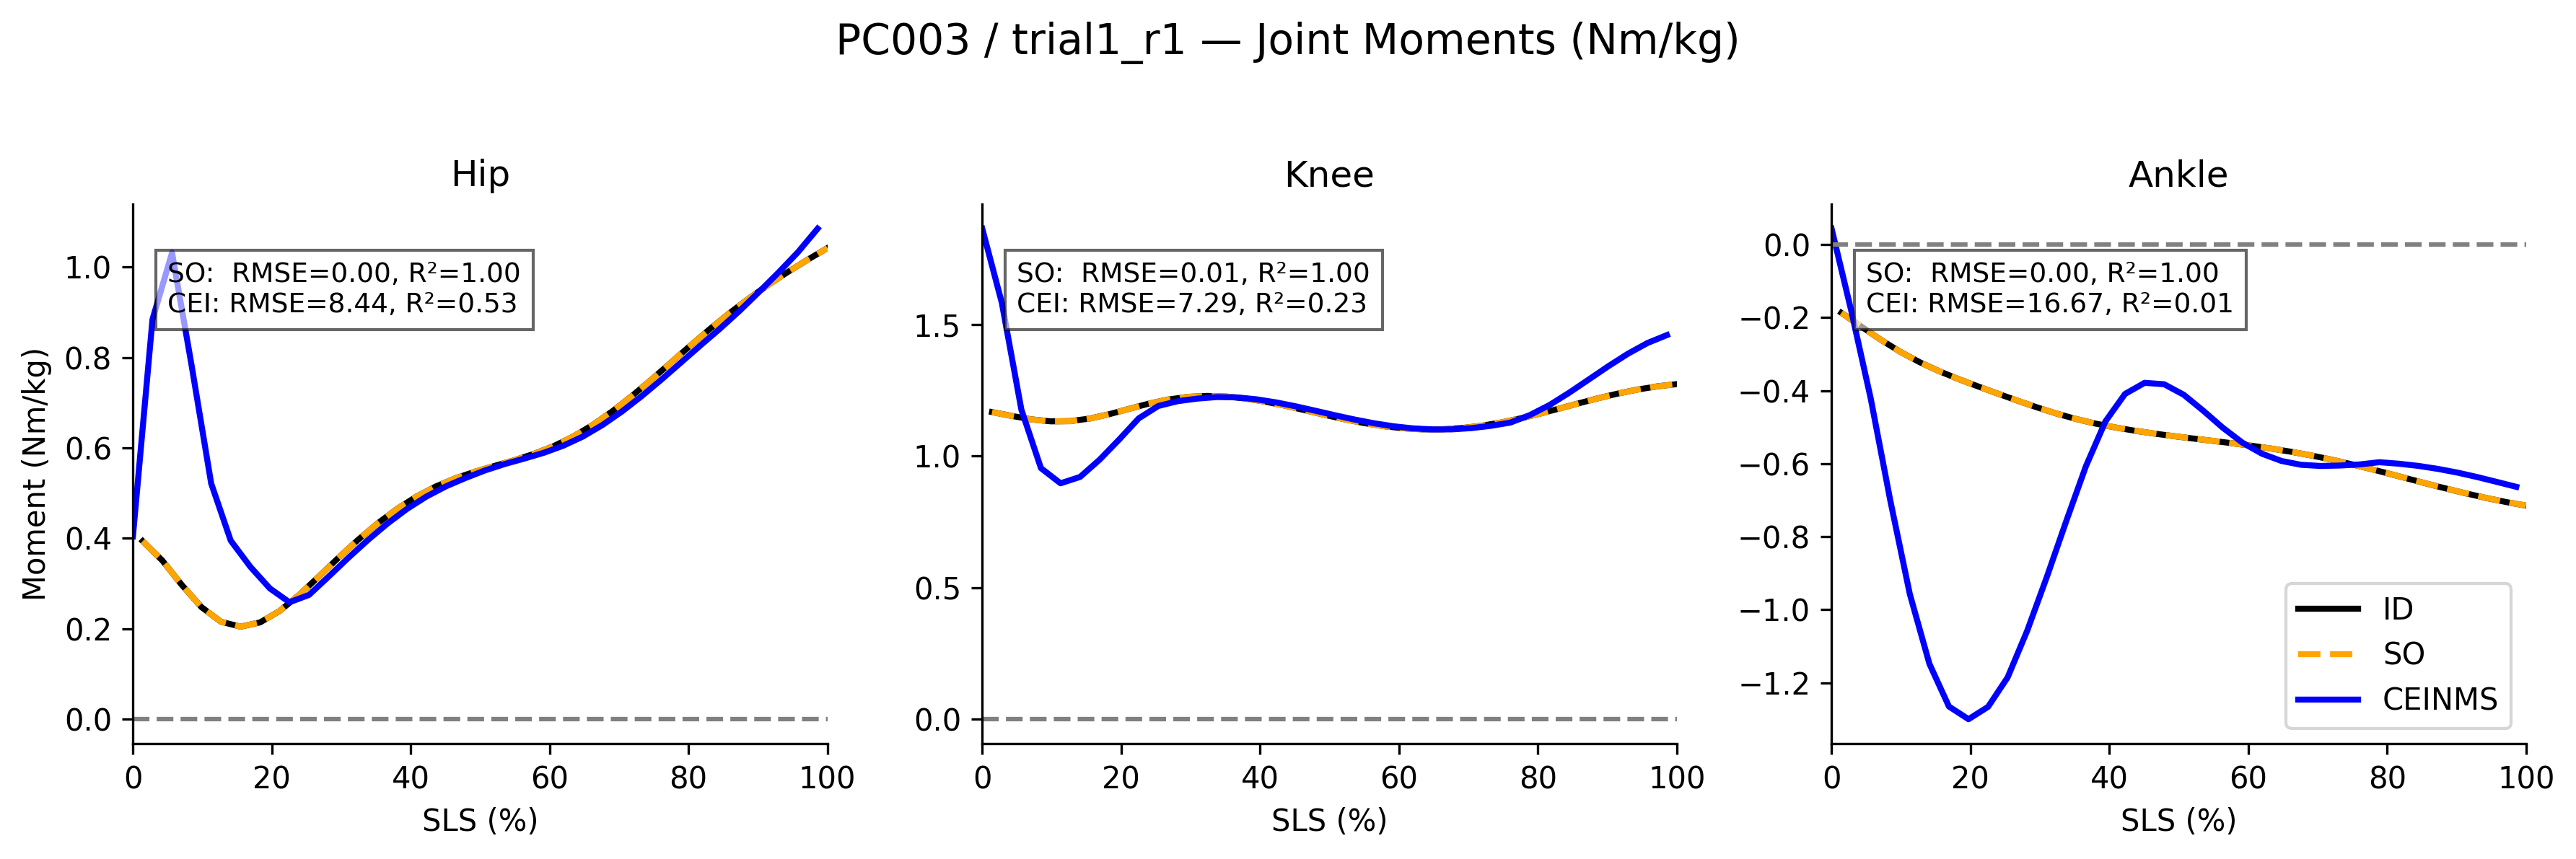 PC003 / trial1_r1 — Joint Moments (Nm/kg)
Hip
Moment (Nm/kg)
1.0
0.8
0.6
0.4
0.2
0.0
SO:  RMSE=0.00, R²=1.00
CEI: RMSE=8.44, R²=0.53
0 20 40 60 80 100
SLS (%)
Knee
1.5
1.0
0.5
0.0
SO:  RMSE=0.01, R²=1.00
CEI: RMSE=7.29, R²=0.23
0 20 40 60 80 100
SLS (%)
Ankle
0.0
−0.2
−0.4
−0.6
−0.8
−1.0
−1.2
SO:  RMSE=0.00, R²=1.00
CEI: RMSE=16.67, R²=0.01
ID
SO
CEINMS
0 20 40 60 80 100
SLS (%)